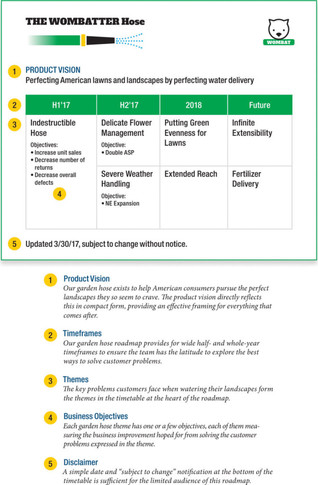 THE WOMBATTER Hose
WOMBAT
1 PRODUCT VISION
Perfecting American lawns and landscapes by perfecting water delivery
2 H1'17 H2'17 2018 Future
3 Indestructible Hose
Objectives:
• Increase unit sales
• Decrease number of returns
• Decrease overall defects
4
Delicate Flower Management
Objective:
• Double ASP
Putting Green Evenness for Lawns
Infinite Extensibility
Severe Weather Handling
Objective:
• NE Expansion
Extended Reach
Fertilizer Delivery
5 Updated 3/30/17, subject to change without notice.
1 Product Vision
Our garden hose exists to help American consumers pursue the perfect
landscapes they so seem to crave. The product vision directly reflects
this in compact form, providing an effective framing for everything that
comes after.
2 Timeframes
Our garden hose roadmap provides for wide half- and whole-year
timeframes to ensure the team has the latitude to explore the best
ways to solve customer problems.
3 Themes
The key problems customers face when watering their landscapes form
the themes in the timetable at the heart of the roadmap.
4 Business Objectives
Each garden hose theme has one or a few objectives, each of them mea-
suring the business improvement hoped for from solving the customer
problems expressed in the theme.
5 Disclaimer
A simple date and “subject to change” notification at the bottom of the
timetable is sufficient for the limited audience of this roadmap.